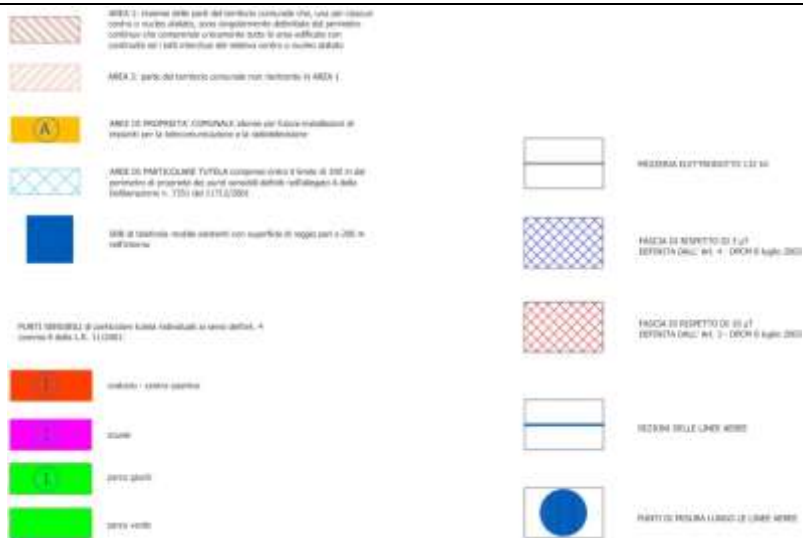 AREA 1: insieme delle parti del territorio comunale che, una per ciascun
centro o nucleo abitato, sono singolarmente delimitate dal perimetro
continuo che comprende unicamente tutte le aree edificate con
continuità ed i lotti interclusi del relativo centro o nucleo abitato
AREA 2: parte del territorio comunale non rientrante in AREA 1
A
AREE DI PROPRIETA' COMUNALE idonee per future installazioni di
impianti per la telecomunicazione e la radiotelevisione
AREE DI PARTICOLARE TUTELA comprese entro il limite di 100 m dal
perimetro di proprietà dei punti sensibili definiti nell'allegato A della
Deliberazione n. 7351 del 11/12/2001
SRB di telefonia mobile esistenti con superficie di raggio pari a 200 m
nell'intorno
PUNTI SENSIBILI di particolare tutela individuati ai sensi dell'art. 4
comma 8 della L.R. 11/2001
1
oratorio - centro sportivo
scuole
1
parco giochi
parco verde
MEZZERIA ELETTRODOTTO 132 kV
FASCIA DI RISPETTO DI 3 µT
DEFINITA DALL' Art. 4 - DPCM 8 luglio 2003
FASCIA DI RISPETTO DI 10 µT
DEFINITA DALL' Art. 3 - DPCM 8 luglio 2003
SEZIONI DELLE LINEE AEREE
PUNTI DI MISURA LUNGO LE LINEE AEREE